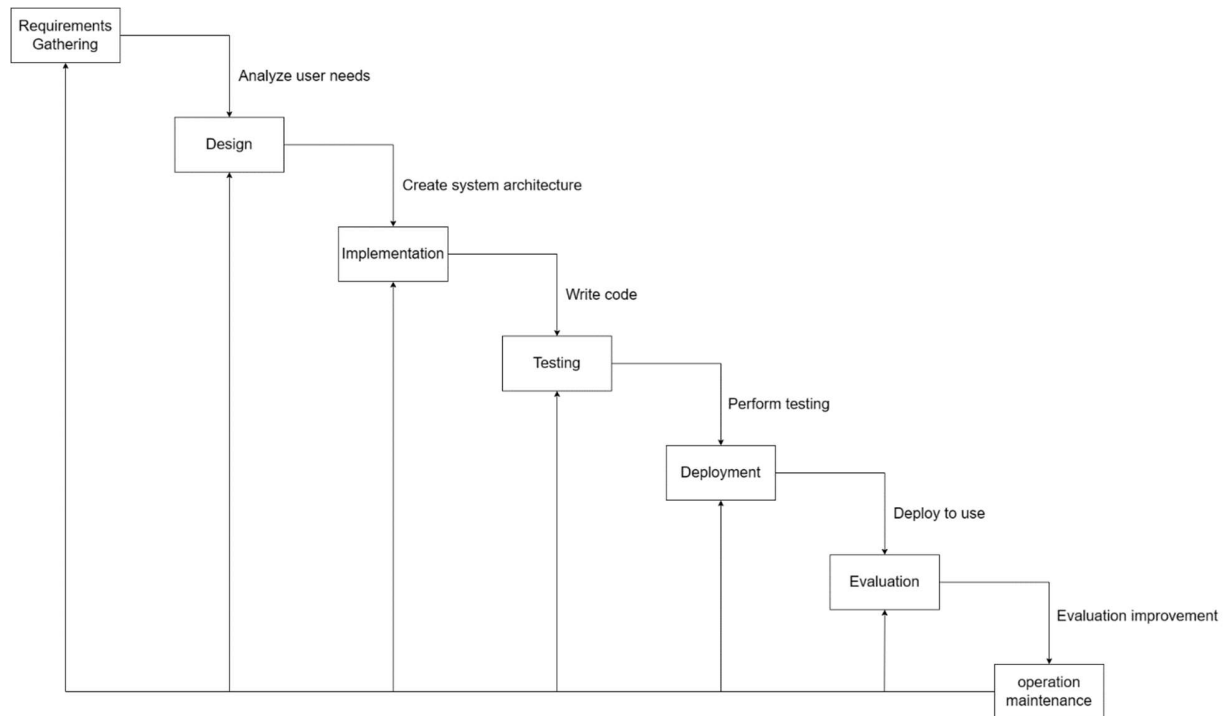 Requirements
Gathering
Analyze user needs
Design
Create system architecture
Implementation
Write code
Testing
Perform testing
Deployment
Deploy to use
Evaluation
Evaluation improvement
operation
maintenance